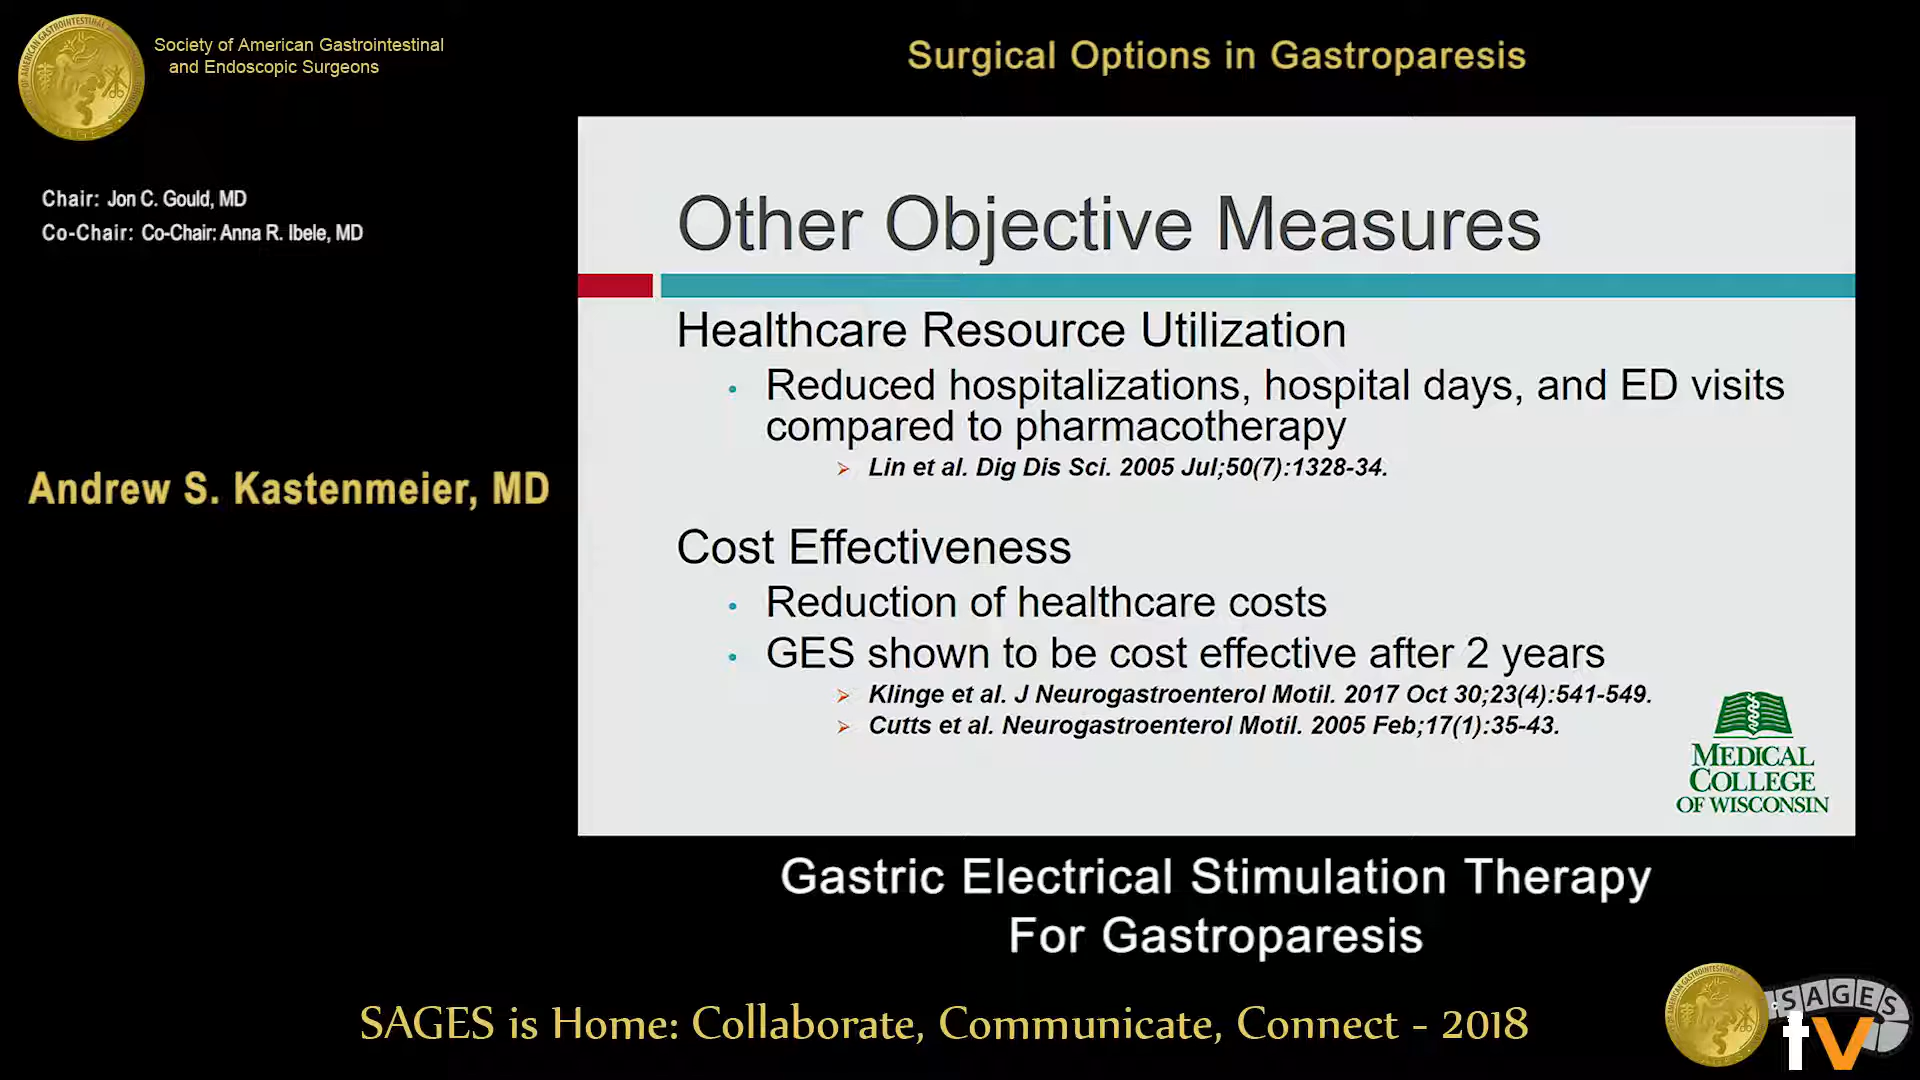 Society of American Gastrointestinal
and Endoscopic Surgeons
Surgical Options in Gastroparesis
Chair: Jon C. Gould, MD
Co-Chair: Co-Chair: Anna R. Ibele, MD
Andrew S. Kastenmeier, MD
Other Objective Measures
Healthcare Resource Utilization
• Reduced hospitalizations, hospital days, and ED visits
compared to pharmacotherapy
➢ Lin et al. Dig Dis Sci. 2005 Jul;50(7):1328-34.
Cost Effectiveness
• Reduction of healthcare costs
• GES shown to be cost effective after 2 years
➢ Klinge et al. J Neurogastroenterol Motil. 2017 Oct 30;23(4):541-549.
➢ Cutts et al. Neurogastroenterol Motil. 2005 Feb;17(1):35-43.
MEDICAL
COLLEGE
OF WISCONSIN
Gastric Electrical Stimulation Therapy
For Gastroparesis
SAGES is Home: Collaborate, Communicate, Connect - 2018
SAGES
tv